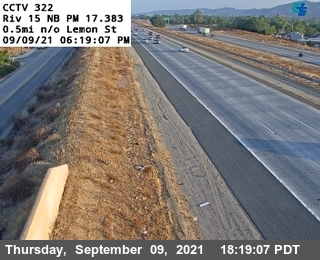 CCTV 322
Riv 15 NB PM 17.383
0.5mi n/o Lemon St
09/09/21 06:19:07 PM
Thursday, September 09, 2021 18:19:07 PDT